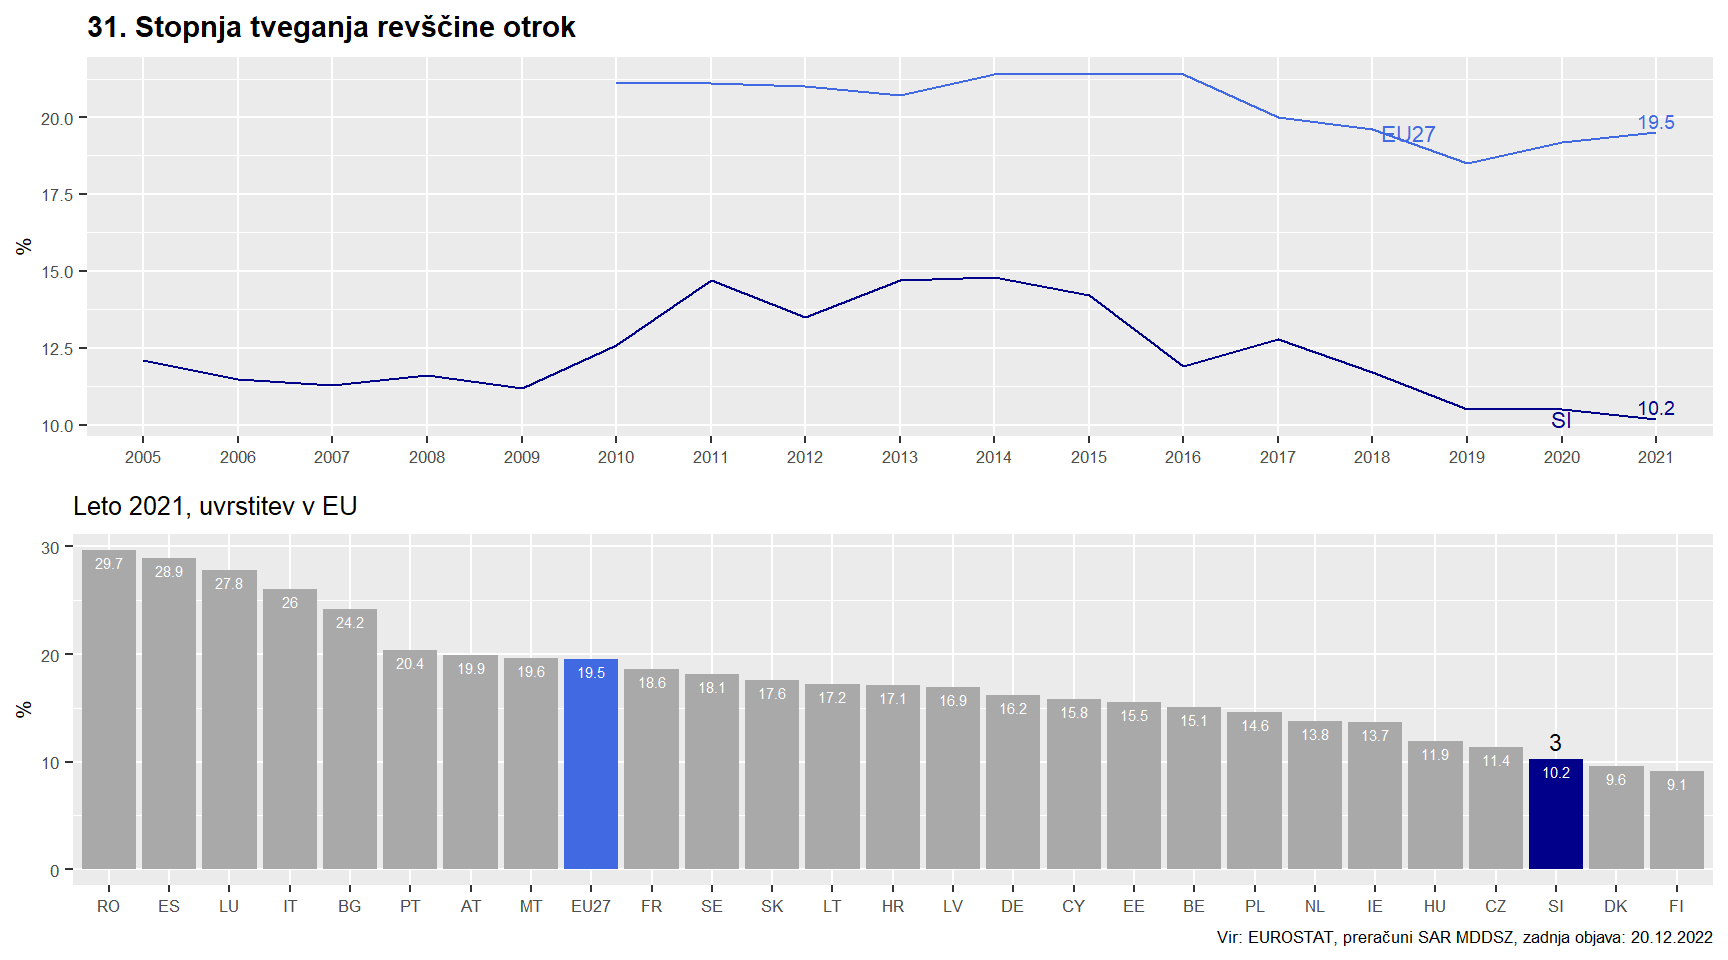 31. Stopnja tveganja revščine otrok
%
20.0
17.5
15.0
12.5
10.0
EU27
19.5
SI
10.2
2005 2006 2007 2008 2009 2010 2011 2012 2013 2014 2015 2016 2017 2018 2019 2020 2021
Leto 2021, uvrstitev v EU
%
30
20
10
0
29.7 28.9 27.8 26 24.2 20.4 19.9 19.6 19.5 18.6 18.1 17.6 17.2 17.1 16.9 16.2 15.8 15.5 15.1 14.6 13.8 13.7 11.9 11.4 10.2 9.6 9.1
3
RO ES LU IT BG PT AT MT EU27 FR SE SK LT HR LV DE CY EE BE PL NL IE HU CZ SI DK FI
Vir: EUROSTAT, preračuni SAR MDDSZ, zadnja objava: 20.12.2022